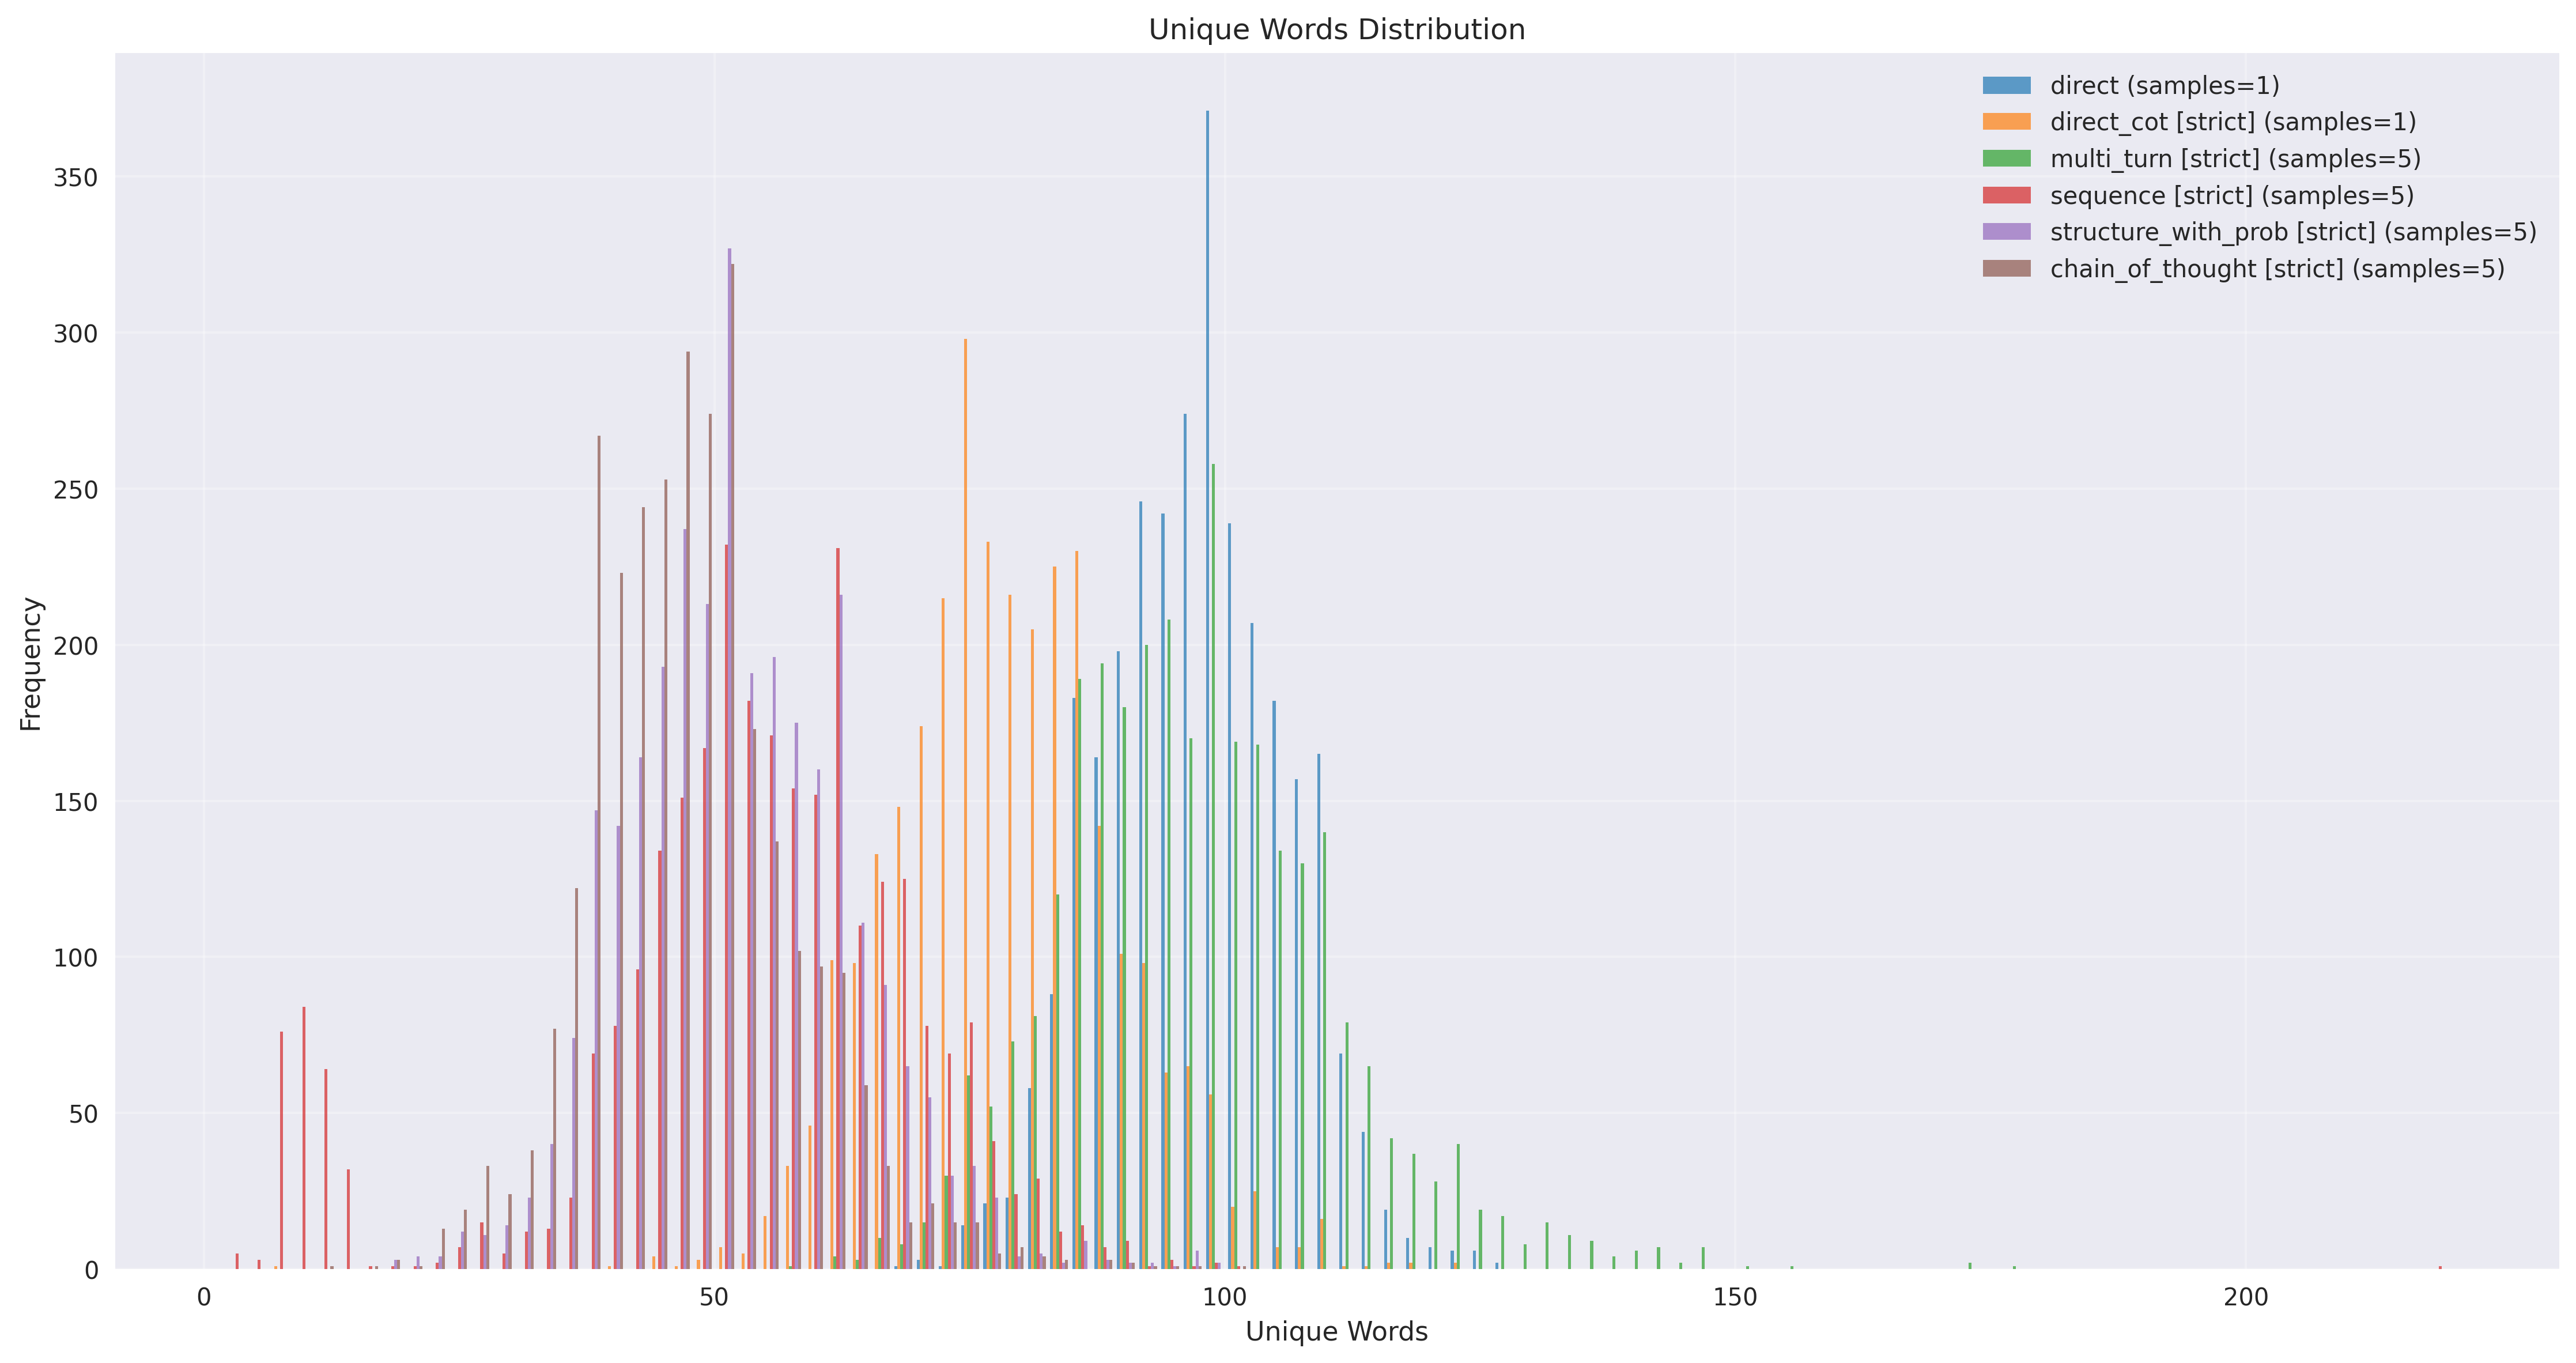 Unique Words Distribution
direct (samples=1)
direct_cot [strict] (samples=1)
multi_turn [strict] (samples=5)
sequence [strict] (samples=5)
structure_with_prob [strict] (samples=5)
chain_of_thought [strict] (samples=5)
Frequency
350
300
250
200
150
100
50
0
0 50 100 150 200
Unique Words